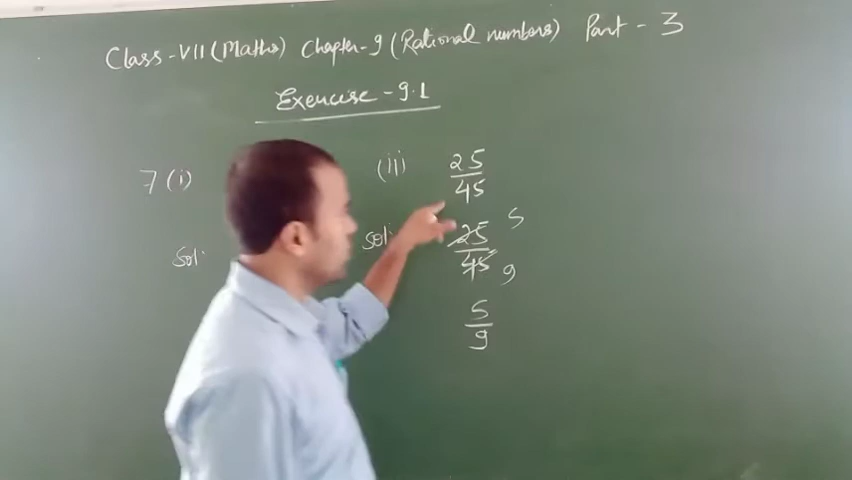 Class-VII (Maths) Chapter-9 (Rational numbers) Part - 3
Exercise - 9.1
7 (i)
Sol:
(ii)
25
45
Sol:
25 5
45 9
5
9